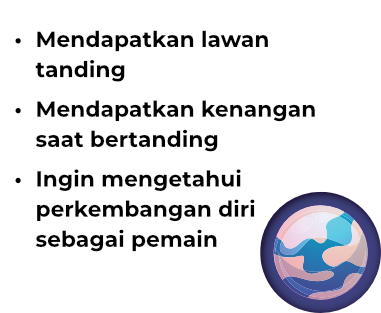 • Mendapatkan lawan
tanding
• Mendapatkan kenangan
saat bertanding
• Ingin mengetahui
perkembangan diri
sebagai pemain